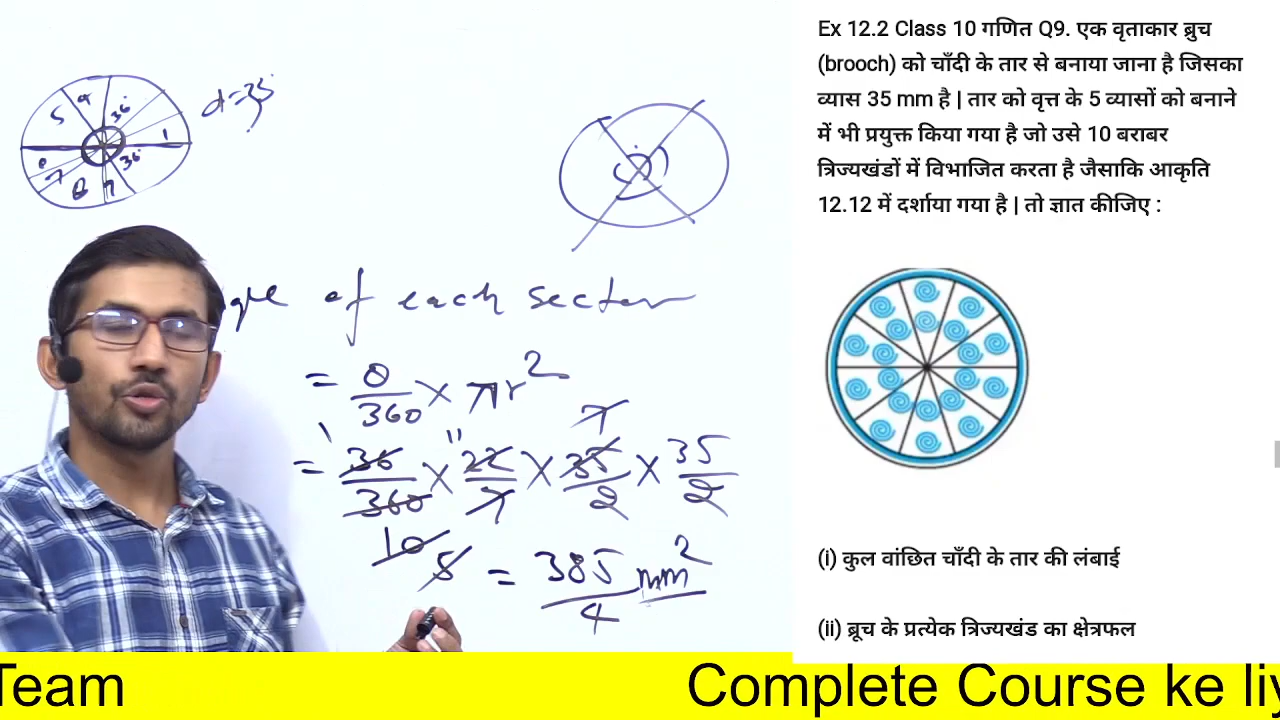 Ex 12.2 Class 10 गणित Q9. एक वृताकार ब्रुच
(brooch) को चाँदी के तार से बनाया जाना है जिसका
व्यास 35 mm है | तार को वृत्त के 5 व्यासों को बनाने
में भी प्रयुक्त किया गया है जो उसे 10 बराबर
त्रिज्यखंडों में विभाजित करता है जैसाकि आकृति
12.12 में दर्शाया गया है | तो ज्ञात कीजिए :
d=35
of each sector
= θ/360 × πr²
= 36/360 × 22/7 × 35/2 × 35/2
= 385/4 mm²
(i) कुल वांछित चाँदी के तार की लंबाई
(ii) ब्रूच के प्रत्येक त्रिज्यखंड का क्षेत्रफल
Team Complete Course ke